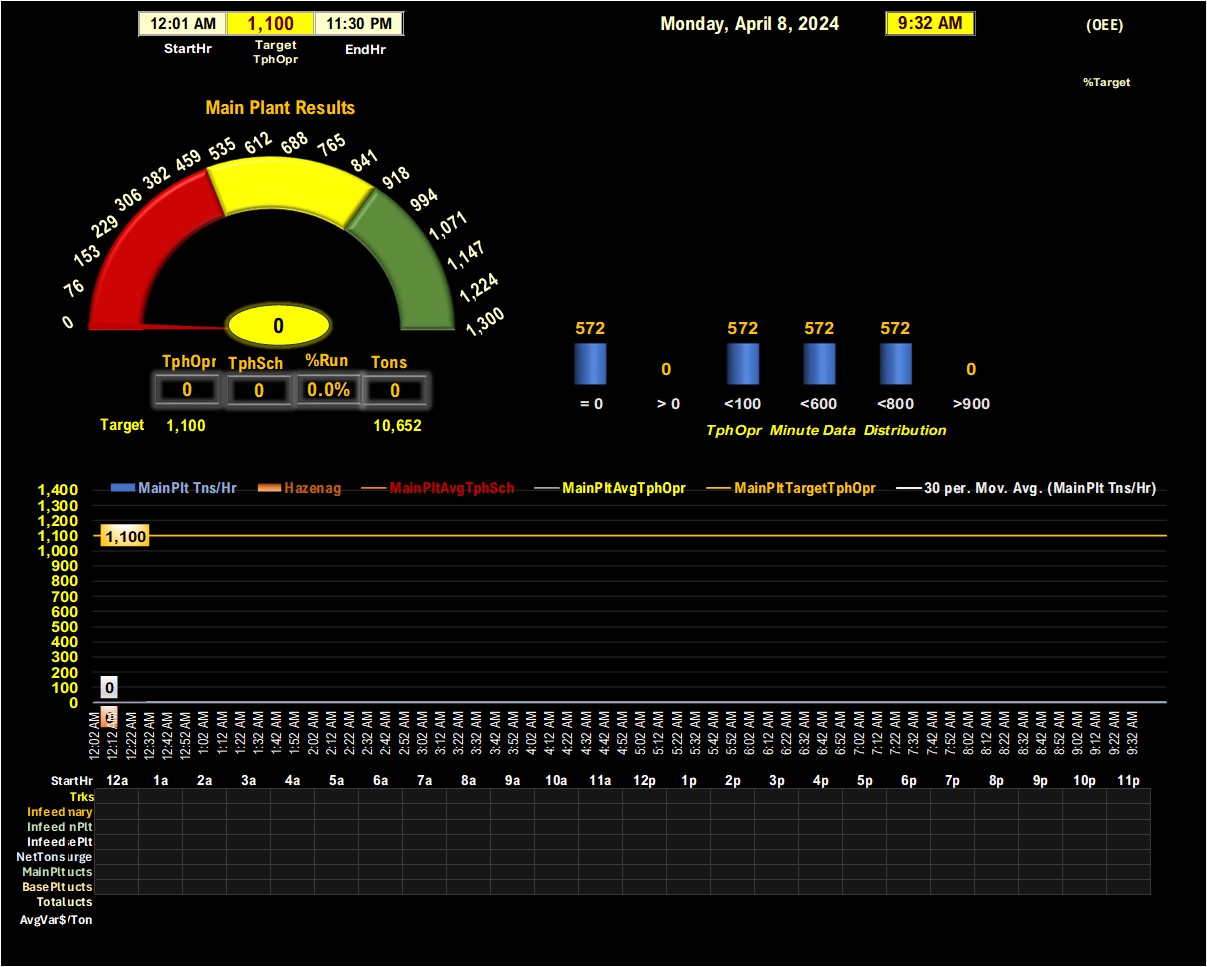 12:01 AM 1,100 11:30 PM Monday, April 8, 2024 9:32 AM (OEE)
StartHr Target TphOpr EndHr
%Target
Main Plant Results
0 76 153 229 306 382 459 535 612 688 765 841 918 994 1,071 1,147 1,224 1,300
0
TphOpr TphSch %Run Tons
0 0 0.0% 0
Target 1,100 10,652
572 0 572 572 572 0
= 0 > 0 <100 <600 <800 >900
TphOpr Minute Data Distribution
MainPlt Tns/Hr Hazenag MainPltAvgTphSch MainPltAvgTphOpr MainPltTargetTphOpr 30 per. Mov. Avg. (MainPlt Tns/Hr)
1,400
1,300
1,200
1,100 1,100
1,000
900
800
700
600
500
400
300
200
100 0
0
12:02 AM 12:12 AM 12:22 AM 12:32 AM 12:42 AM 12:52 AM 1:02 AM 1:12 AM 1:22 AM 1:32 AM 1:42 AM 1:52 AM 2:02 AM 2:12 AM 2:22 AM 2:32 AM 2:42 AM 2:52 AM 3:02 AM 3:12 AM 3:22 AM 3:32 AM 3:42 AM 3:52 AM 4:02 AM 4:12 AM 4:22 AM 4:32 AM 4:42 AM 4:52 AM 5:02 AM 5:12 AM 5:22 AM 5:32 AM 5:42 AM 5:52 AM 6:02 AM 6:12 AM 6:22 AM 6:32 AM 6:42 AM 6:52 AM 7:02 AM 7:12 AM 7:22 AM 7:32 AM 7:42 AM 7:52 AM 8:02 AM 8:12 AM 8:22 AM 8:32 AM 8:42 AM 8:52 AM 9:02 AM 9:12 AM 9:22 AM 9:32 AM
StartHr 12a 1a 2a 3a 4a 5a 6a 7a 8a 9a 10a 11a 12p 1p 2p 3p 4p 5p 6p 7p 8p 9p 10p 11p
Trks
Infeed mary
Infeed nPlt
Infeed ePlt
NetTons urge
MainPlt ucts
BasePlt ucts
Total ucts
AvgVar$/Ton